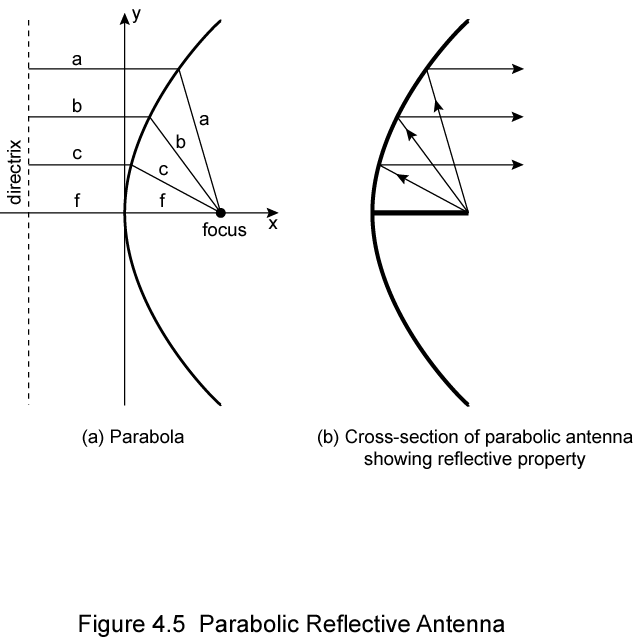 y
a
a
b
b
c
c
directrix
f
f
focus
x
(a) Parabola
(b) Cross-section of parabolic antenna
showing reflective property
Figure 4.5 Parabolic Reflective Antenna